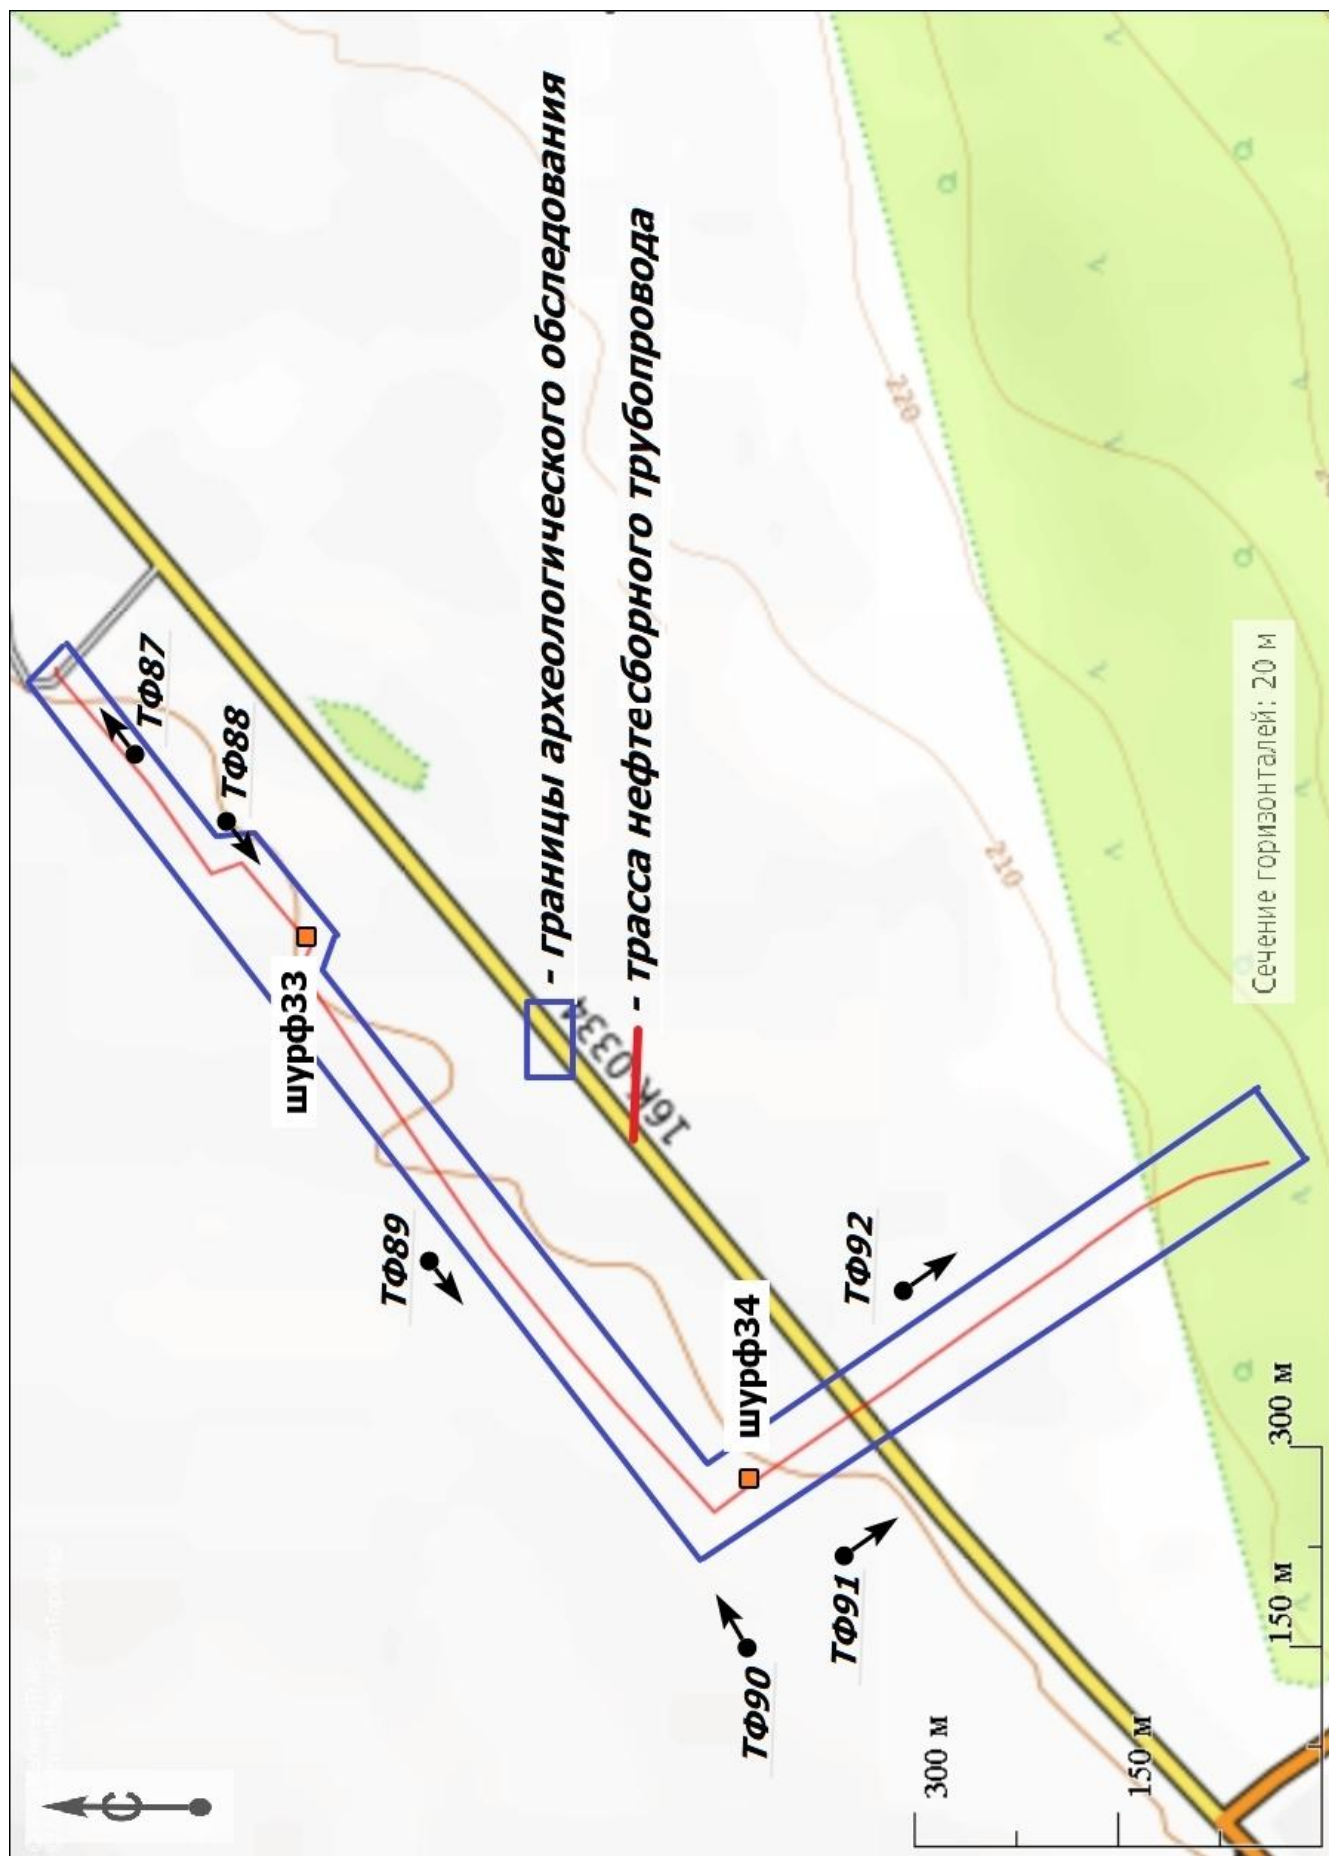 - границы археологического обследования
- трасса нефтесборного трубопровода
ТФ87
ТФ88
шурф33
ТФ89
16К-0334
220
210
ТФ92
шурф34
ТФ91
ТФ90
С
Сечение горизонталей: 20 м
300 м
150 м
300 м
150 м